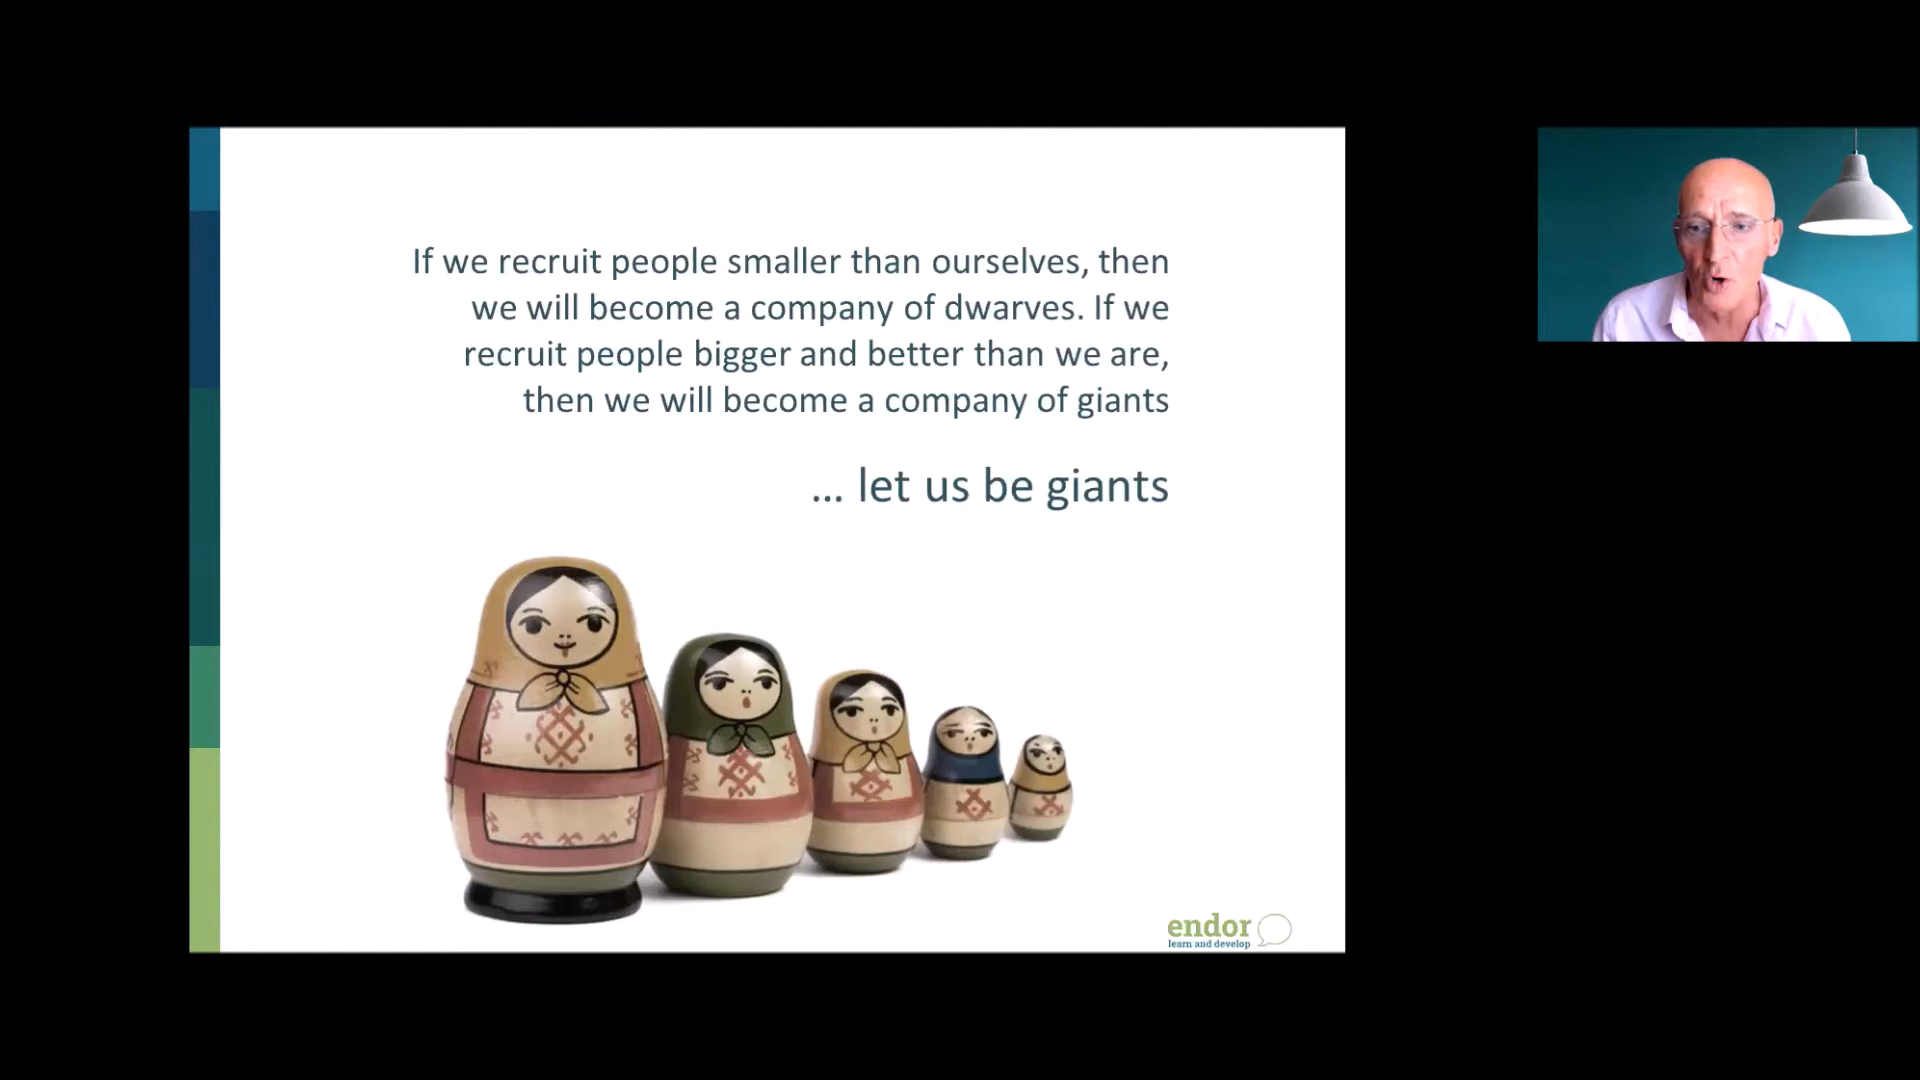 If we recruit people smaller than ourselves, then
we will become a company of dwarves. If we
recruit people bigger and better than we are,
then we will become a company of giants
... let us be giants
endor
learn and develop